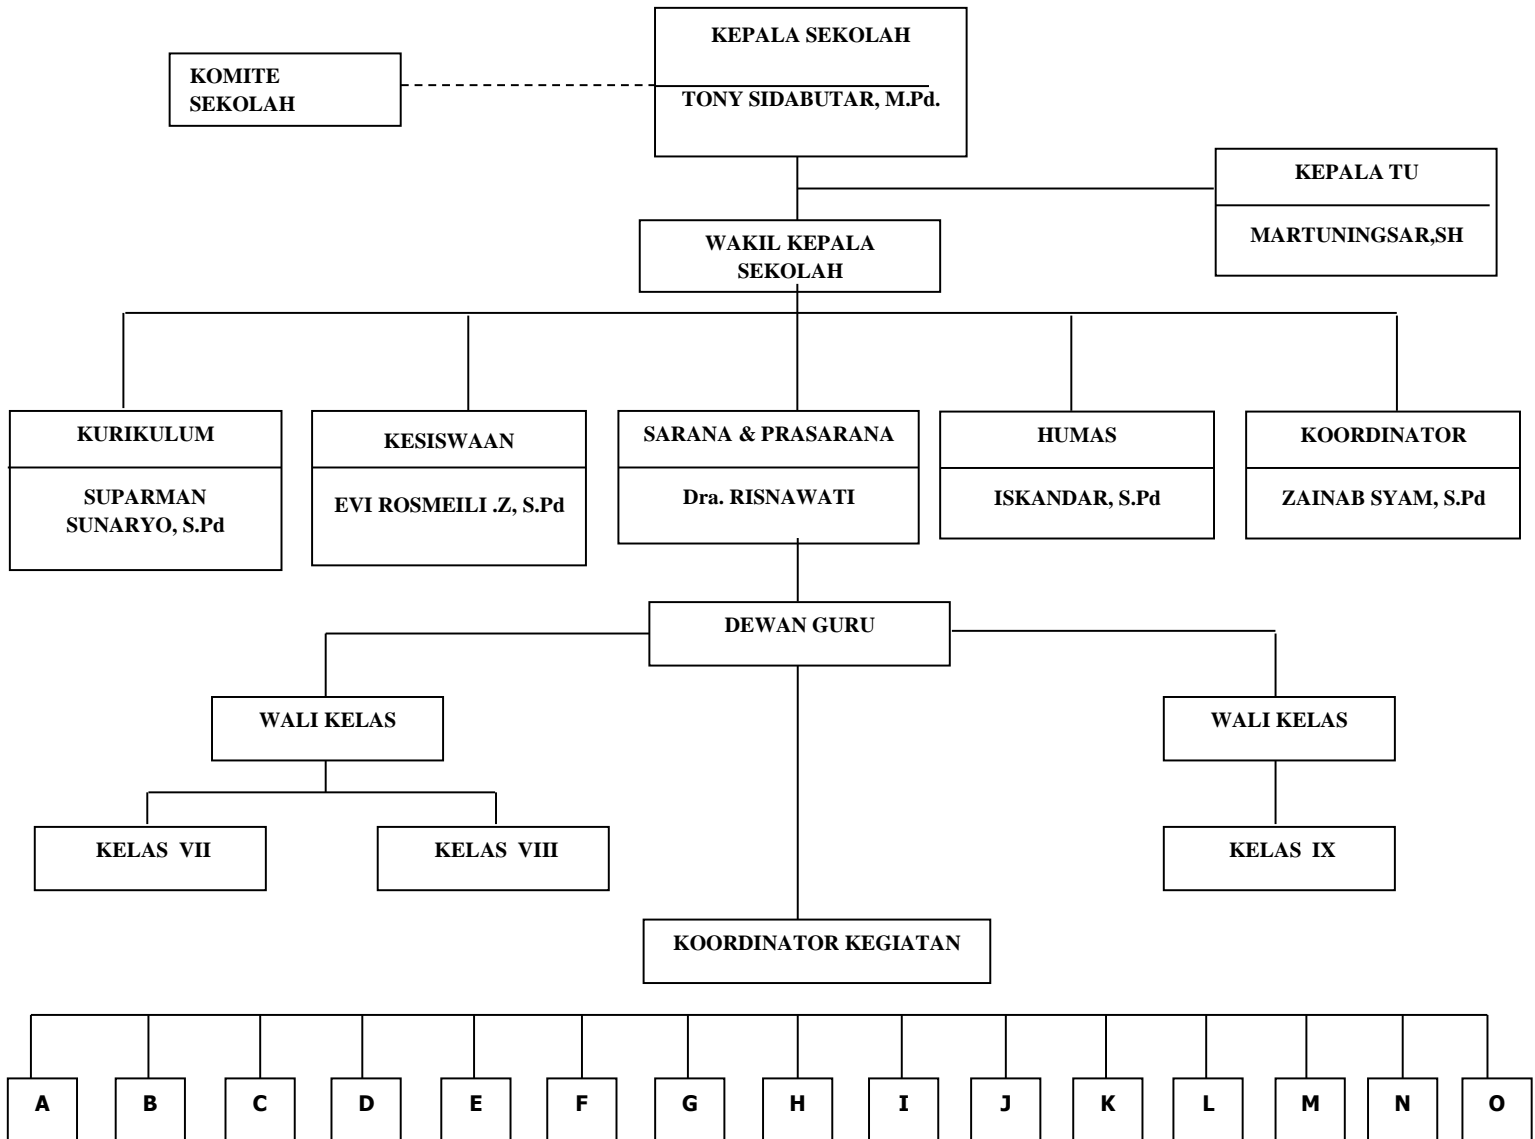 KEPALA SEKOLAH
TONY SIDABUTAR, M.Pd.
KOMITE
SEKOLAH
KEPALA TU
MARTUNINGSAR,SH
WAKIL KEPALA
SEKOLAH
KURIKULUM
SUPARMAN
SUNARYO, S.Pd
KESISWAAN
EVI ROSMEILI .Z, S.Pd
SARANA & PRASARANA
Dra. RISNAWATI
HUMAS
ISKANDAR, S.Pd
KOORDINATOR
ZAINAB SYAM, S.Pd
DEWAN GURU
WALI KELAS
WALI KELAS
KELAS VII
KELAS VIII
KELAS IX
KOORDINATOR KEGIATAN
A
B
C
D
E
F
G
H
I
J
K
L
M
N
O